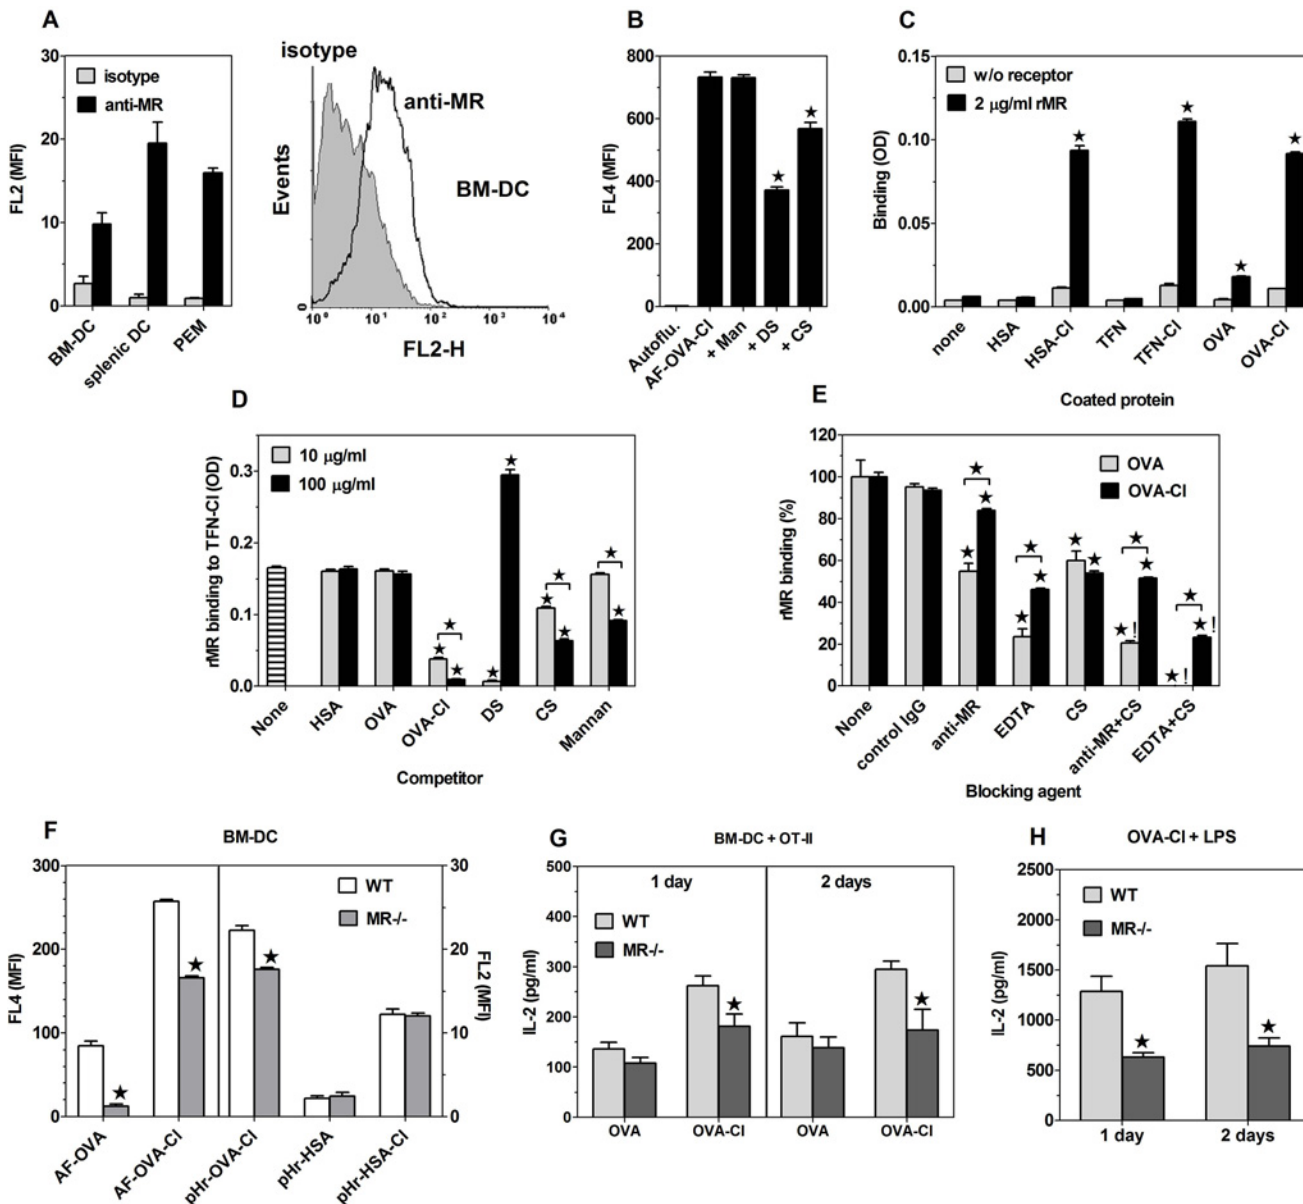 A
FL2 (MFI)
30
20
10
0
isotype
anti-MR
BM-DC
splenic DC
PEM
isotype
anti-MR
BM-DC
Events
10⁰
10¹
10²
10³
10⁻⁴
FL2-H
B
FL4 (MFI)
800
600
400
200
0
★
★
Autoflu.
AF-OVA-Cl
+ Man
+ DS
+ CS
C
Binding (OD)
0.15
0.10
0.05
0.00
w/o receptor
2 µg/ml rMR
★
★
★
★
none
HSA
HSA-Cl
TFN
TFN-Cl
OVA
OVA-Cl
Coated protein
D
rMR binding to TFN-Cl (OD)
0.3
0.2
0.1
0.0
10 µg/ml
100 µg/ml
★
★
★
★
★
★
★
★
★
★
None
HSA
OVA
OVA-Cl
DS
CS
Mannan
Competitor
E
rMR binding (%)
120
100
80
60
40
20
0
OVA
OVA-Cl
★
★
★
★
★
★
★
★
★
★!
★
★
★!
★!
None
control IgG
anti-MR
EDTA
CS
anti-MR+CS
EDTA+CS
Blocking agent
F
BM-DC
FL4 (MFI)
300
200
100
0
WT
MR-/-
★
★
★
30
20
10
0
FL2 (MFI)
AF-OVA
AF-OVA-Cl
pHr-OVA-Cl
pHr-HSA
pHr-HSA-Cl
G
BM-DC + OT-II
IL-2 (pg/ml)
500
400
300
200
150
100
50
0
1 day
2 days
WT
MR-/-
★
★
OVA
OVA-Cl
OVA
OVA-Cl
H
OVA-Cl + LPS
IL-2 (pg/ml)
2500
2000
1500
1000
500
0
WT
MR-/-
★
★
1 day
2 days